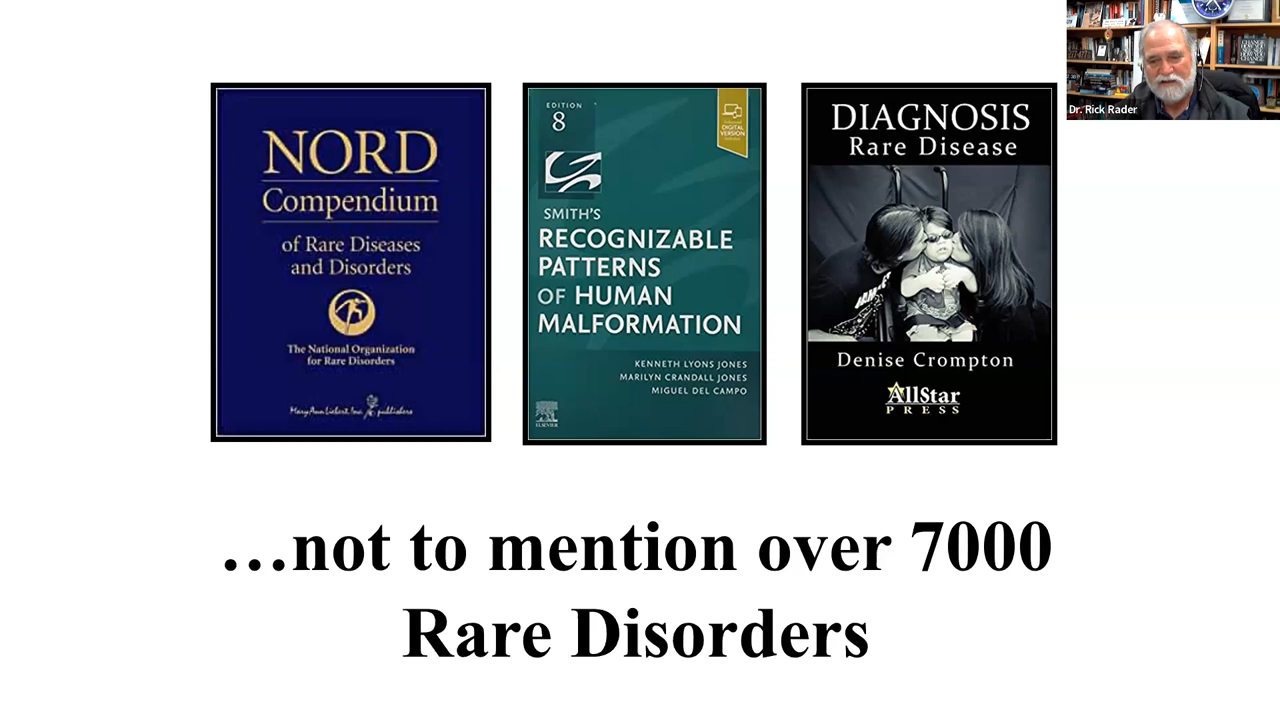 Dr. Rick Rader
NORD
Compendium
of Rare Diseases
and Disorders
The National Organization
for Rare Disorders
Mary Ann Liebert, Inc. publishers
EDITION
8
DIGITAL
VERSION
SMITH'S
RECOGNIZABLE
PATTERNS
OF HUMAN
MALFORMATION
KENNETH LYONS JONES
MARILYN CRANDALL JONES
MIGUEL DEL CAMPO
ELSEVIER
DIAGNOSIS
Rare Disease
Denise Crompton
AllStar
PRESS
…not to mention over 7000
Rare Disorders